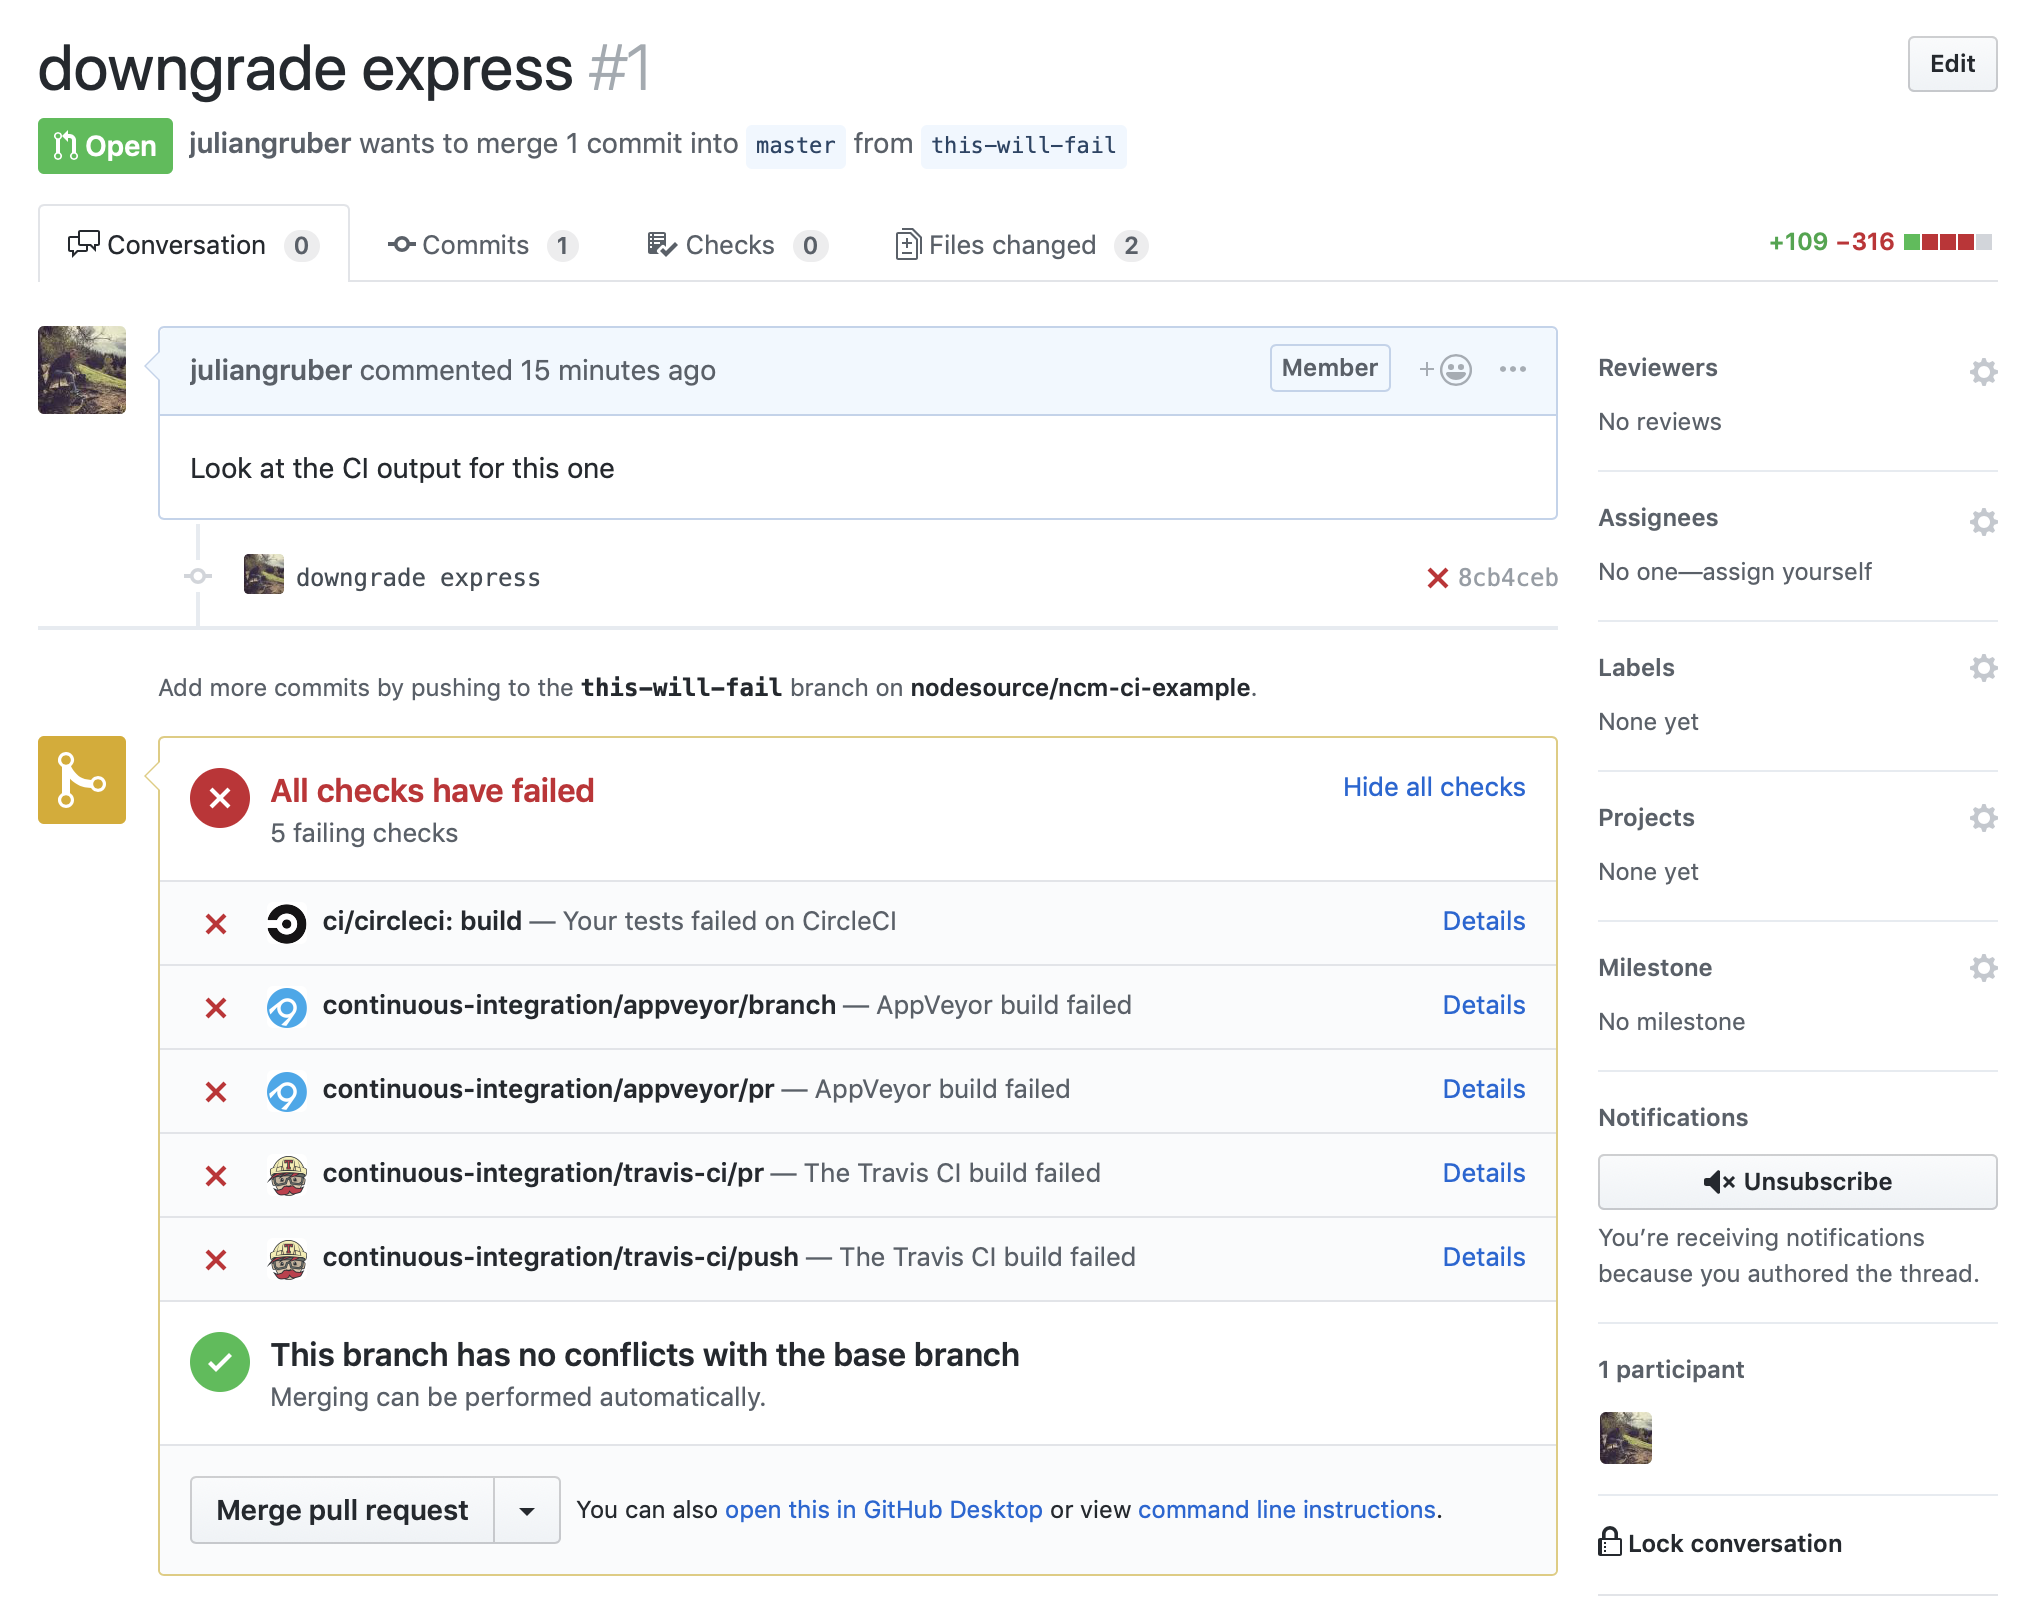 downgrade express #1
Edit
Open
juliangruber wants to merge 1 commit into master from this-will-fail
Conversation 0
Commits 1
Checks 0
Files changed 2
+109 −316
juliangruber commented 15 minutes ago
Member
Look at the CI output for this one
downgrade express
8cb4ceb
Add more commits by pushing to the this-will-fail branch on nodesource/ncm-ci-example.
All checks have failed
5 failing checks
Hide all checks
ci/circleci: build — Your tests failed on CircleCI
Details
continuous-integration/appveyor/branch — AppVeyor build failed
Details
continuous-integration/appveyor/pr — AppVeyor build failed
Details
continuous-integration/travis-ci/pr — The Travis CI build failed
Details
continuous-integration/travis-ci/push — The Travis CI build failed
Details
This branch has no conflicts with the base branch
Merging can be performed automatically.
Merge pull request
You can also open this in GitHub Desktop or view command line instructions.
Reviewers
No reviews
Assignees
No one—assign yourself
Labels
None yet
Projects
None yet
Milestone
No milestone
Notifications
Unsubscribe
You’re receiving notifications
because you authored the thread.
1 participant
Lock conversation